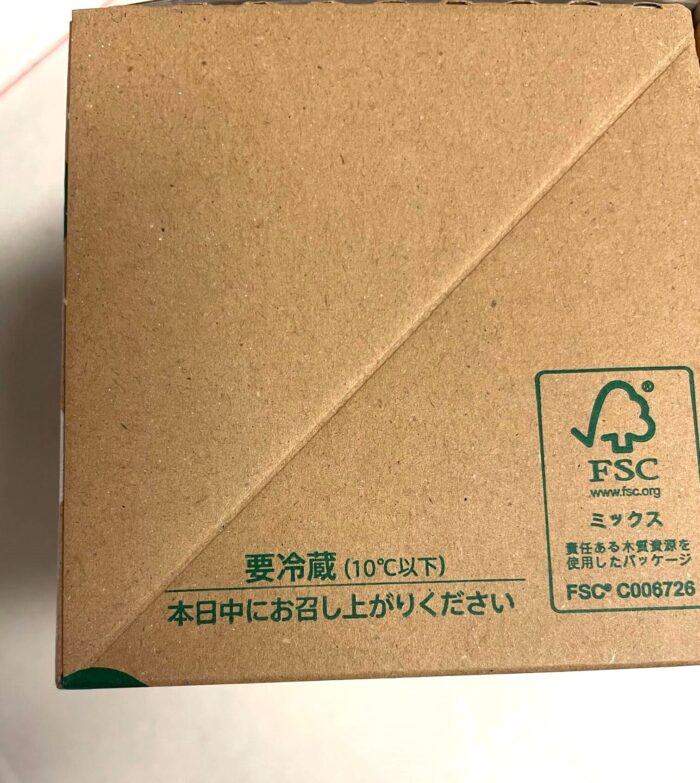 要冷蔵 (10℃以下)
本日中にお召し上がりください
®
FSC
www.fsc.org
ミックス
責任ある木質資源を
使用したパッケージ
FSC® C006726